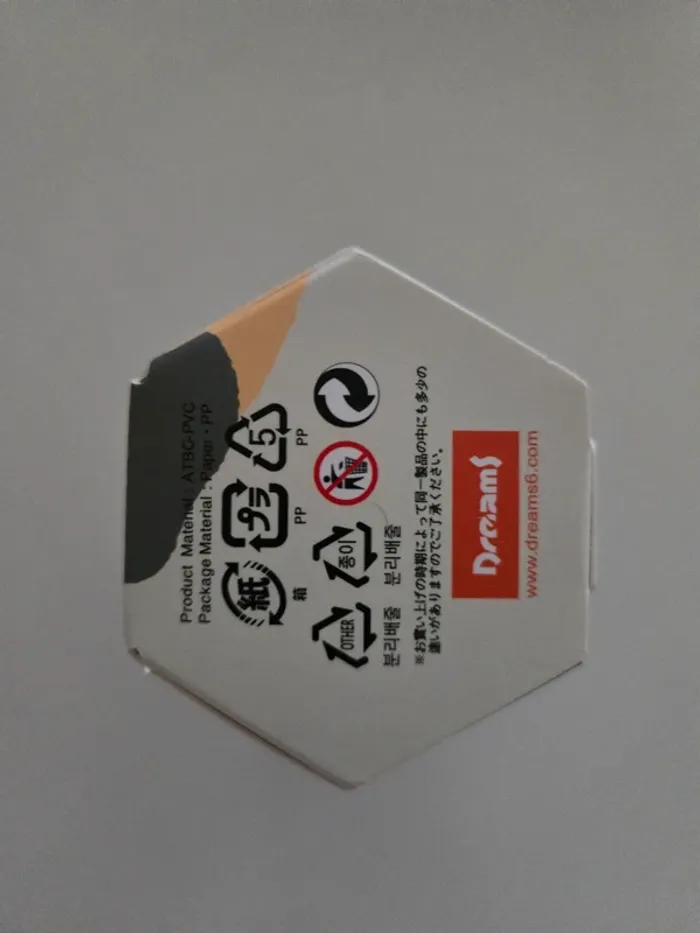 Product Material : ATBC-PVC
Package Material : Paper・PP
紙
箱
プラ
PP
5
PP
OTHER
분리배출
종이
분리배출
※お買い上げの時期によって同一製品の中にも多少の
違いがありますのでご了承ください。
Dreams
www.dreams6.com